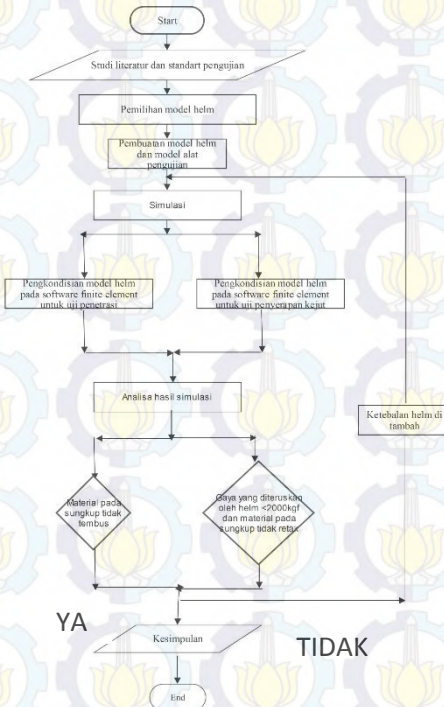 Start
Studi literatur dan standart pengujian
Pemilihan model helm
Pembuatan model helm
dan model alat
pengujian
Simulasi
Pengkondisian model helm
pada software finite element
untuk uji penetrasi
Pengkondisian model helm
pada software finite element
untuk uji penyerapan kejut
Analisa hasil simulasi
Ketebalan helm di
tambah
Material pada
sungkup tidak
tembus
Gaya yang diteruskan
oleh helm <2000kgf
dan material pada
sungkup tidak retak
YA
Kesimpulan
TIDAK
End